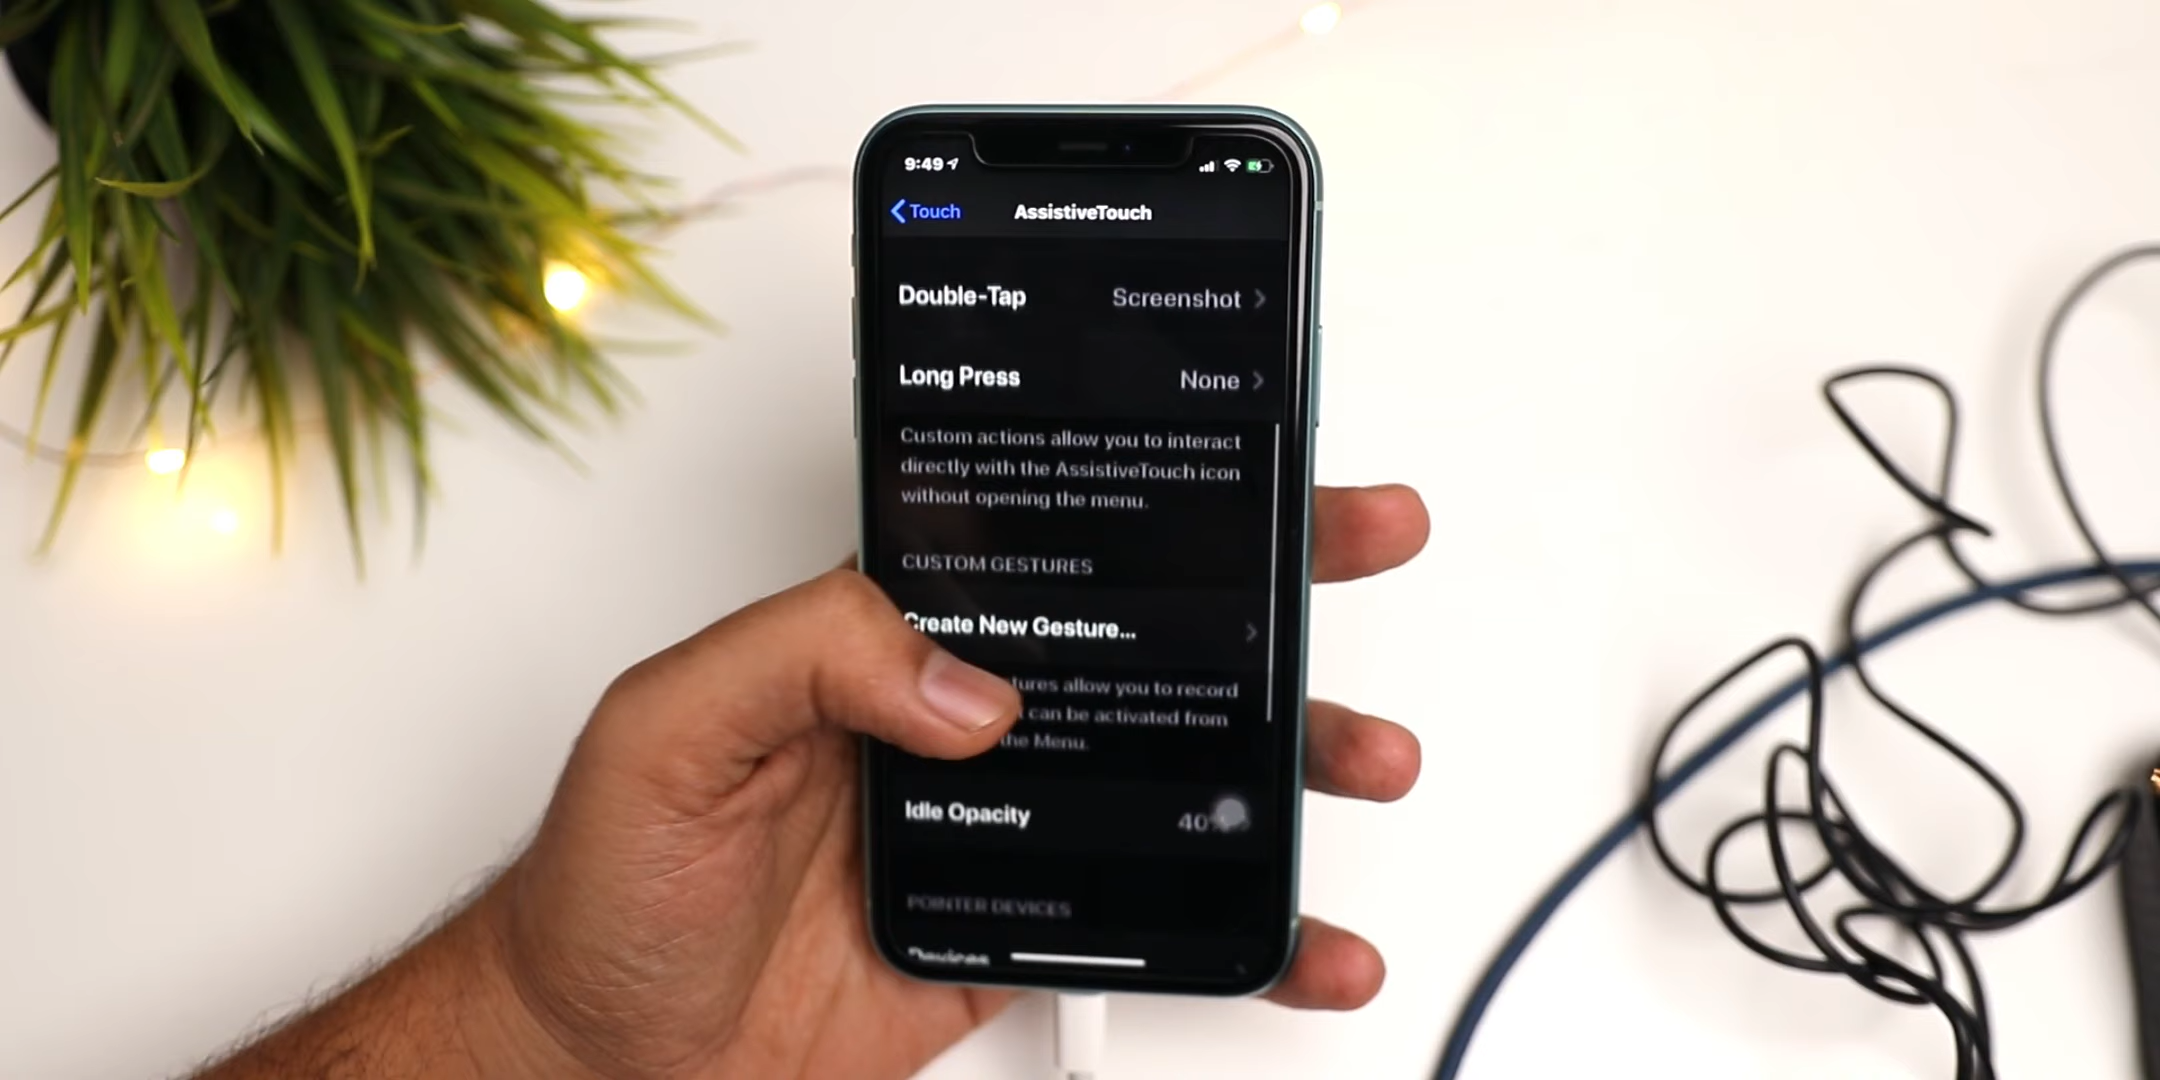 9:49
Touch
AssistiveTouch
Double-Tap
Screenshot
Long Press
None
Custom actions allow you to interact
directly with the AssistiveTouch icon
without opening the menu.
CUSTOM GESTURES
Create New Gesture...
allow you to record
can be activated from
the Menu.
Idle Opacity
40%
POINTER DEVICES
Devices